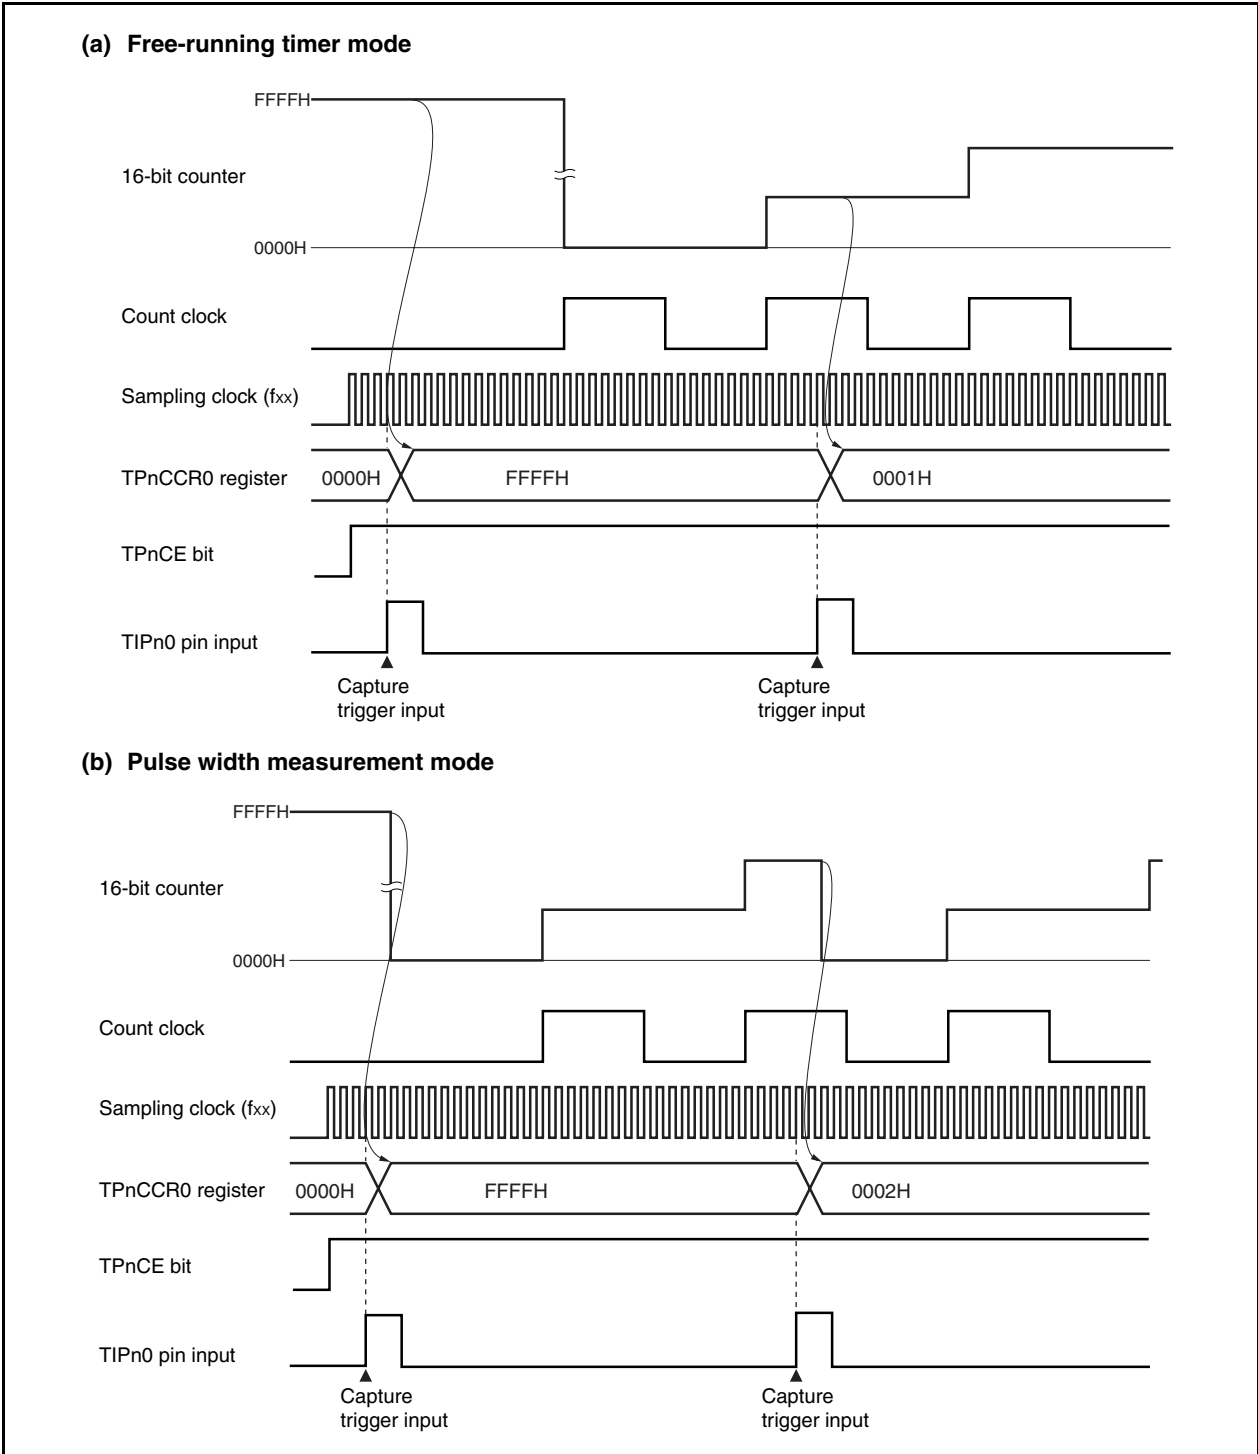 (a) Free-running timer mode
FFFFH
16-bit counter
0000H
Count clock
Sampling clock (fxx)
TPnCCR0 register
0000H
FFFFH
0001H
TPnCE bit
TIPn0 pin input
Capture
trigger input
Capture
trigger input
(b) Pulse width measurement mode
FFFFH
16-bit counter
0000H
Count clock
Sampling clock (fxx)
TPnCCR0 register
0000H
FFFFH
0002H
TPnCE bit
TIPn0 pin input
Capture
trigger input
Capture
trigger input